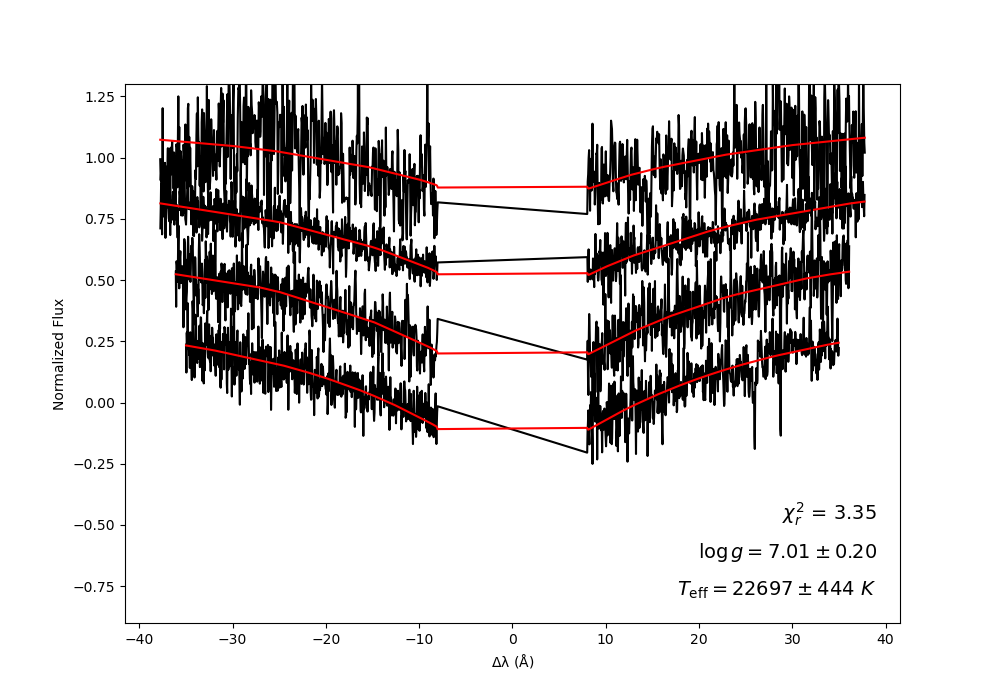 1.25
1.00
0.75
0.50
0.25
0.00
−0.25
−0.50
−0.75
Normalized Flux
χ_r^2 = 3.35
log g = 7.01 ± 0.20
T_eff = 22697 ± 444 K
−40 −30 −20 −10 0 10 20 30 40
Δλ (Å)